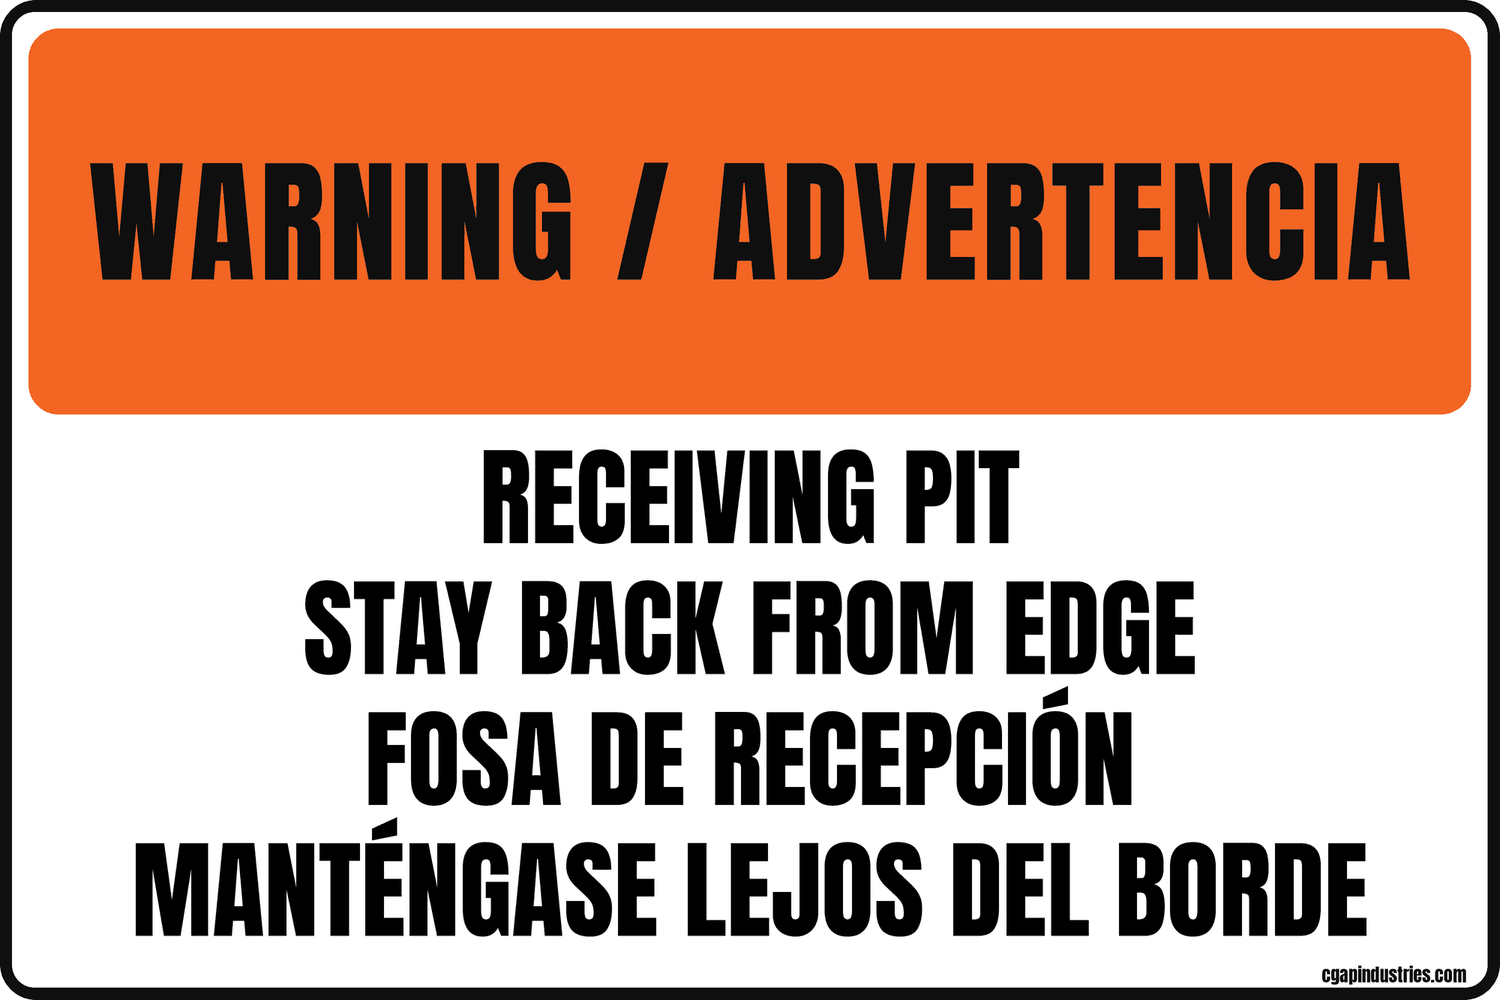 WARNING / ADVERTENCIA
RECEIVING PIT
STAY BACK FROM EDGE
FOSA DE RECEPCIÓN
MANTÉNGASE LEJOS DEL BORDE
cgapindustries.com